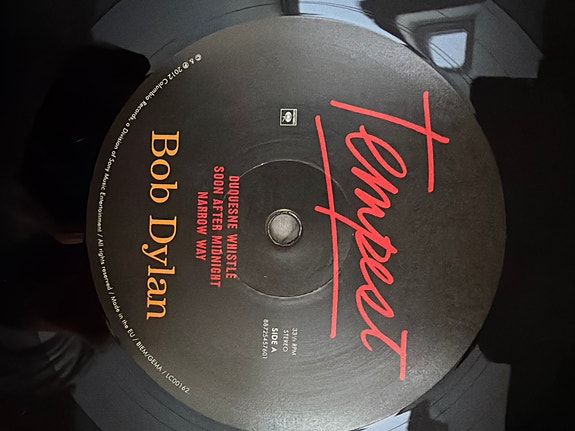 Tempest
33⅓ RPM
STEREO
SIDE A
88725457601
DUQUESNE WHISTLE
SOON AFTER MIDNIGHT
NARROW WAY
Bob Dylan
© & ℗ 2012 Columbia Records, a Division of Sony Music Entertainment / All rights reserved / Made in the EU / BIEM/GEMA / LC00162